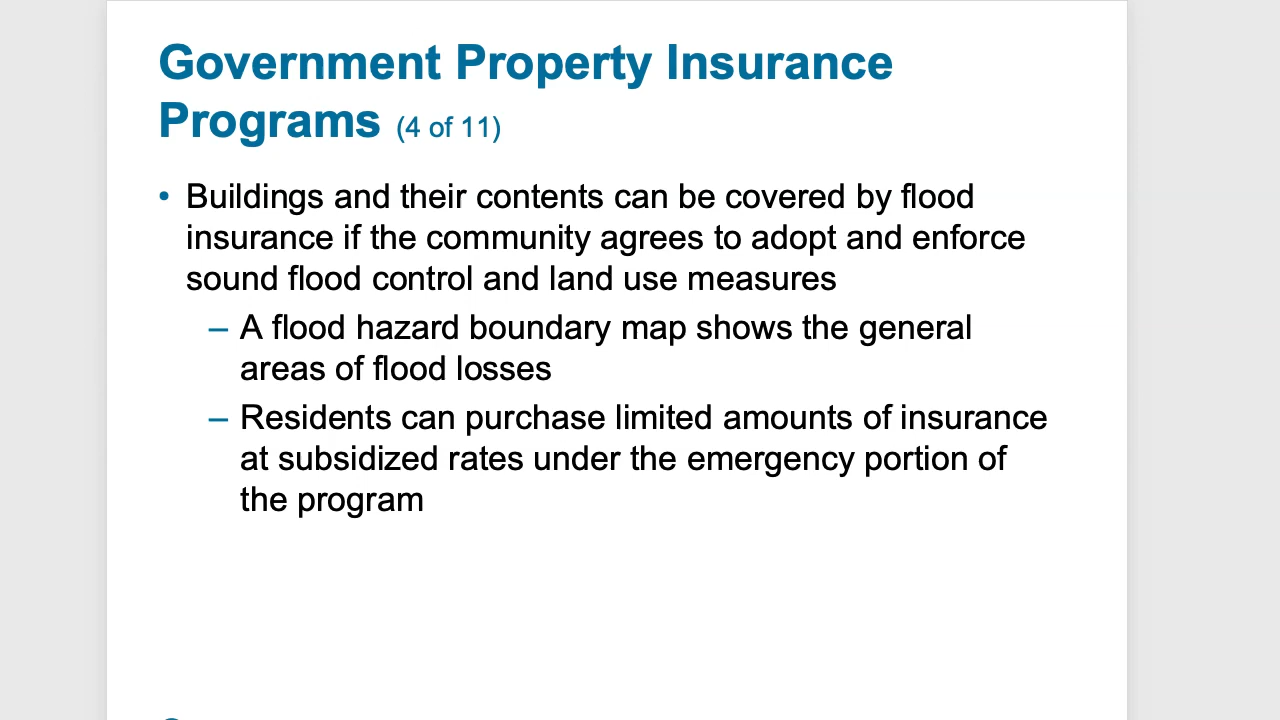 Government Property Insurance
Programs (4 of 11)
• Buildings and their contents can be covered by flood
insurance if the community agrees to adopt and enforce
sound flood control and land use measures
– A flood hazard boundary map shows the general
areas of flood losses
– Residents can purchase limited amounts of insurance
at subsidized rates under the emergency portion of
the program